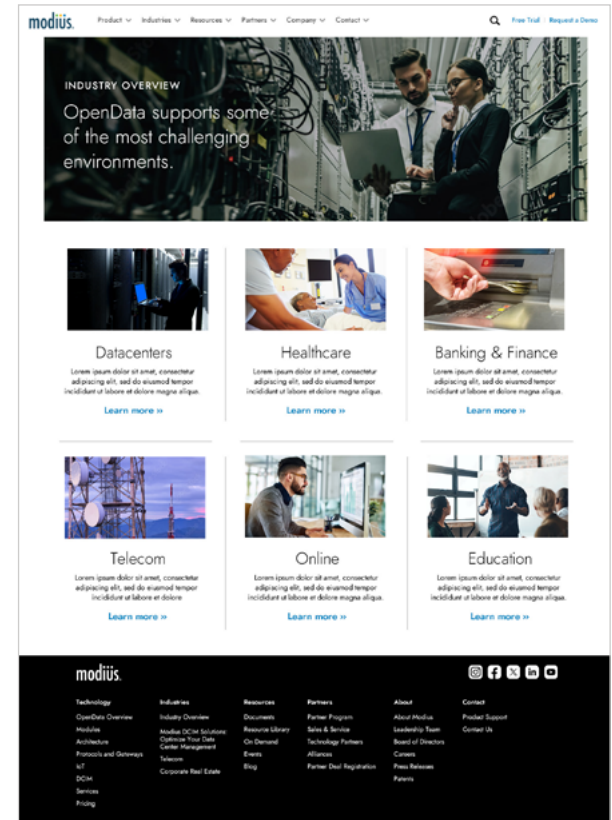 modiüs.
Product Industries Resources Partners Company Contact
Free Trial | Request a Demo
INDUSTRY OVERVIEW
OpenData supports some
of the most challenging
environments.
Datacenters
Lorem ipsum dolor sit amet, consectetur
adipiscing elit, sed do eiusmod tempor
incididunt ut labore et dolore magna aliqua.
Learn more »
Healthcare
Lorem ipsum dolor sit amet, consectetur
adipiscing elit, sed do eiusmod tempor
incididunt ut labore et dolore magna aliqua.
Learn more »
Banking & Finance
Lorem ipsum dolor sit amet, consectetur
adipiscing elit, sed do eiusmod tempor
incididunt ut labore et dolore magna aliqua.
Learn more »
Telecom
Lorem ipsum dolor sit amet, consectetur
adipiscing elit, sed do eiusmod tempor
incididunt ut labore et dolore
Learn more »
Online
Lorem ipsum dolor sit amet, consectetur
adipiscing elit, sed do eiusmod tempor
incididunt ut labore et dolore magna aliqua.
Learn more »
Education
Lorem ipsum dolor sit amet, consectetur
adipiscing elit, sed do eiusmod tempor
incididunt ut labore et dolore magna aliqua.
Learn more »
modiüs.
Technology
OpenData Overview
Modules
Architecture
Protocols and Gateways
IoT
DCIM
Services
Pricing
Industries
Industry Overview
Modius DCIM Solutions:
Optimize Your Data
Center Management
Telecom
Corporate Real Estate
Resources
Documents
Resource Library
On Demand
Events
Blog
Partners
Partner Program
Sales & Service
Technology Partners
Alliances
Partner Deal Registration
About
About Modius
Leadership Team
Board of Directors
Careers
Press Releases
Patents
Contact
Product Support
Contact Us